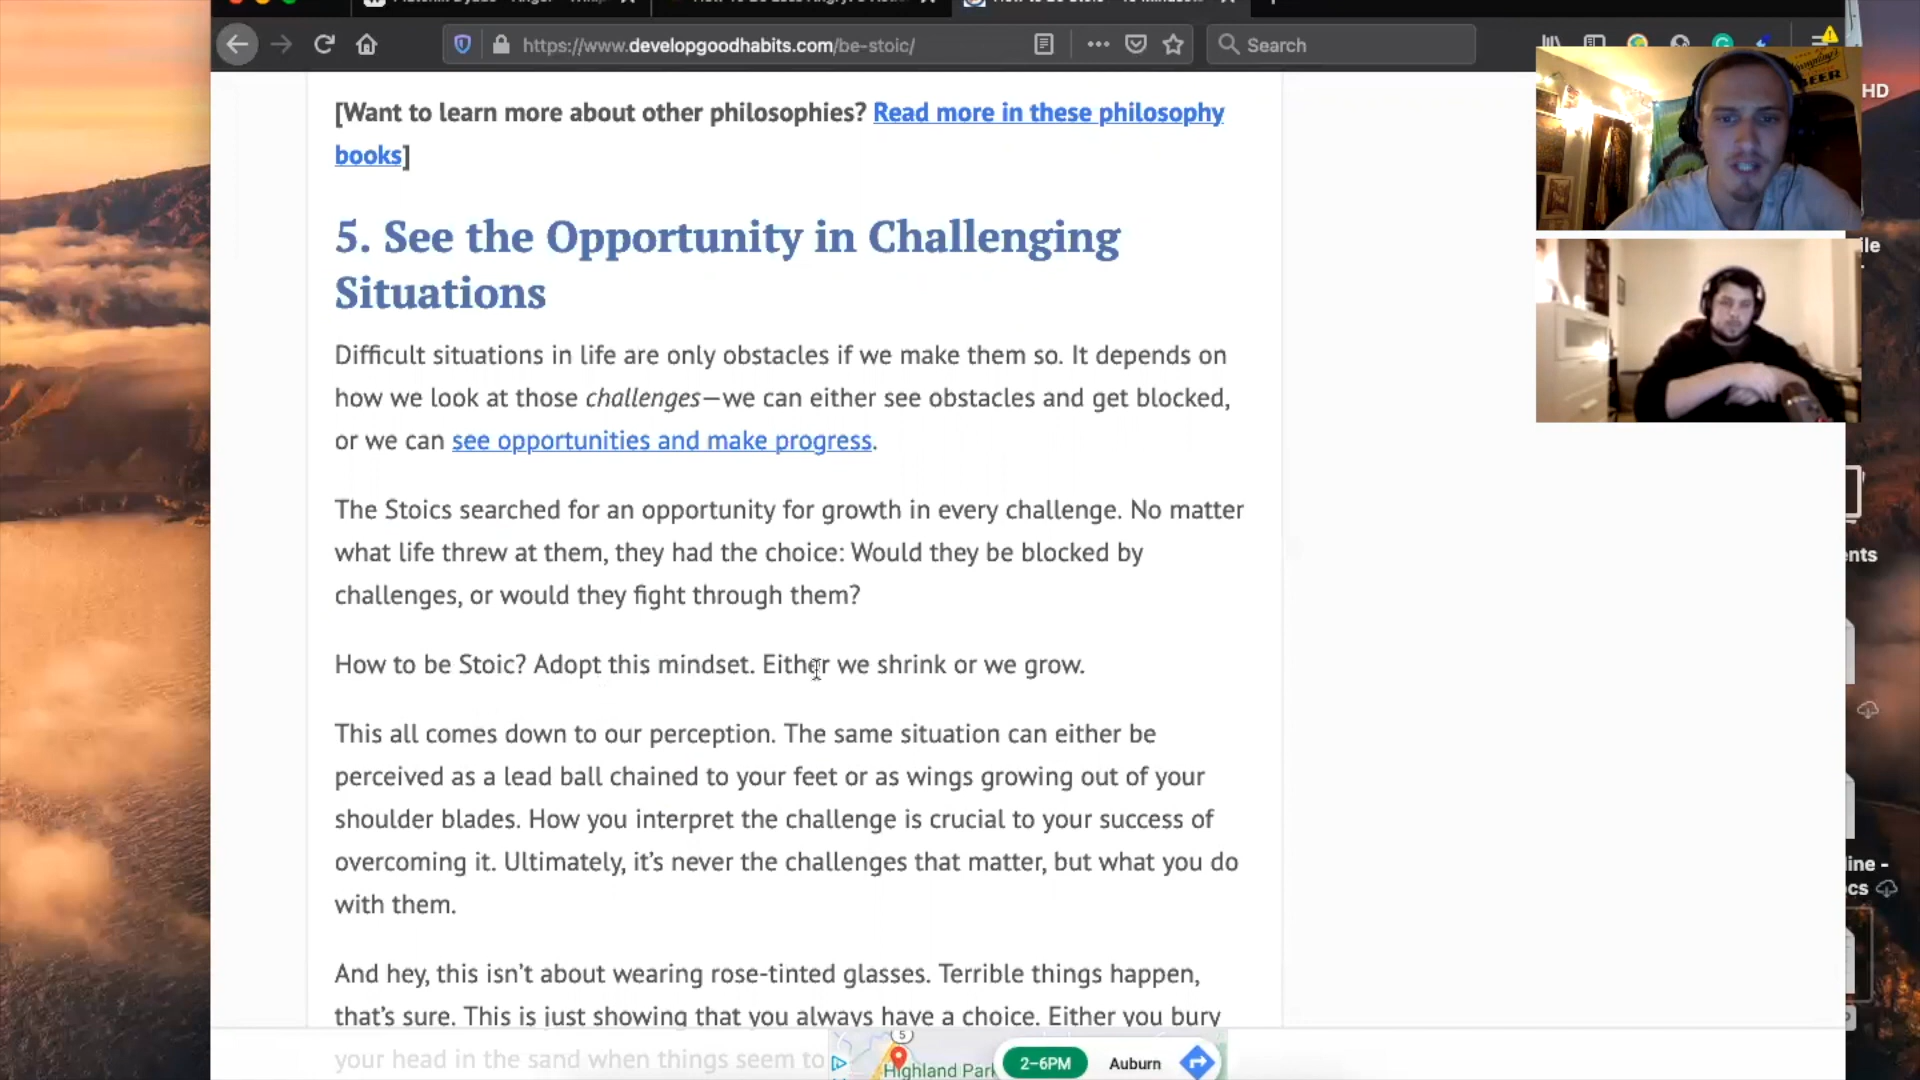 https://www.developgoodhabits.com/be-stoic/
Search
HD
BEER
[Want to learn more about other philosophies? Read more in these philosophy
books]
5. See the Opportunity in Challenging
Situations
Difficult situations in life are only obstacles if we make them so. It depends on
how we look at those challenges—we can either see obstacles and get blocked,
or we can see opportunities and make progress.
The Stoics searched for an opportunity for growth in every challenge. No matter
what life threw at them, they had the choice: Would they be blocked by
challenges, or would they fight through them?
How to be Stoic? Adopt this mindset. Either we shrink or we grow.
This all comes down to our perception. The same situation can either be
perceived as a lead ball chained to your feet or as wings growing out of your
shoulder blades. How you interpret the challenge is crucial to your success of
overcoming it. Ultimately, it’s never the challenges that matter, but what you do
with them.
And hey, this isn’t about wearing rose-tinted glasses. Terrible things happen,
that’s sure. This is just showing that you always have a choice. Either you bury
your head in the sand when things seem to
5
Highland Park
2–6PM
Auburn
ile
nts
line -
cs